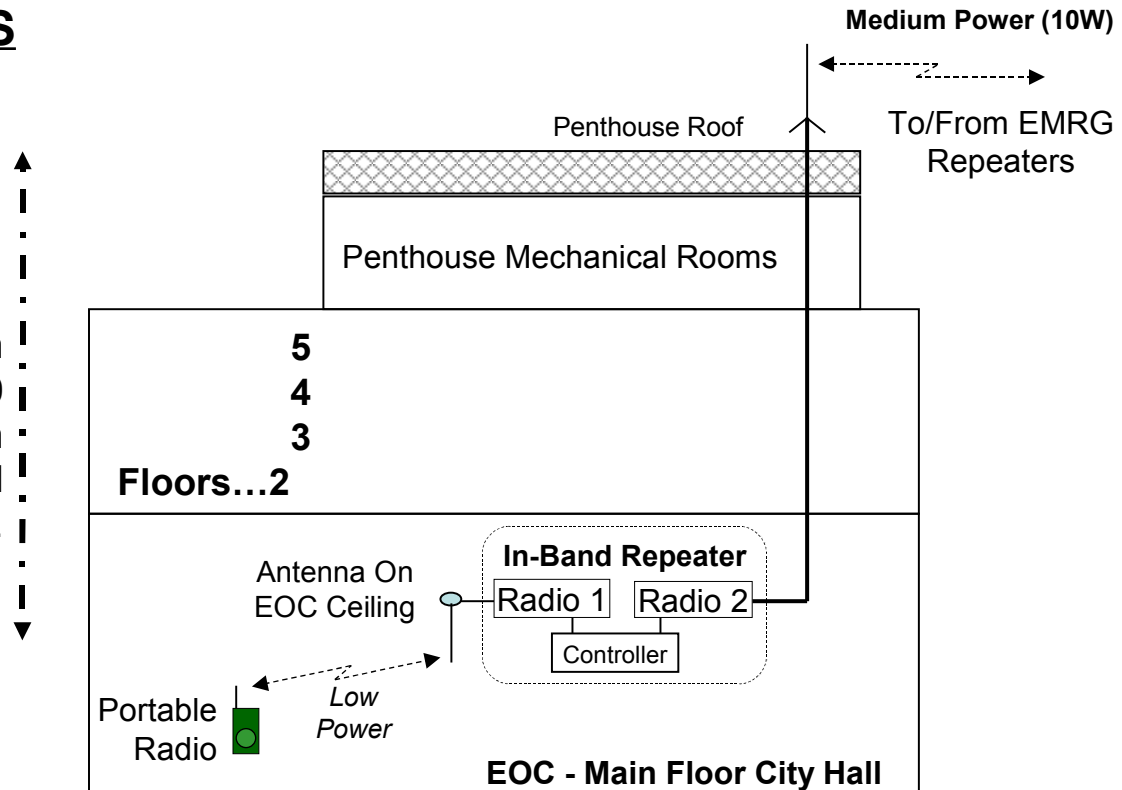 S
Medium Power (10W)
To/From EMRG
Repeaters
Penthouse Roof
Penthouse Mechanical Rooms
5
4
3
Floors…2
In-Band Repeater
Antenna On
EOC Ceiling
Radio 1
Radio 2
Controller
Low
Power
Portable
Radio
EOC - Main Floor City Hall